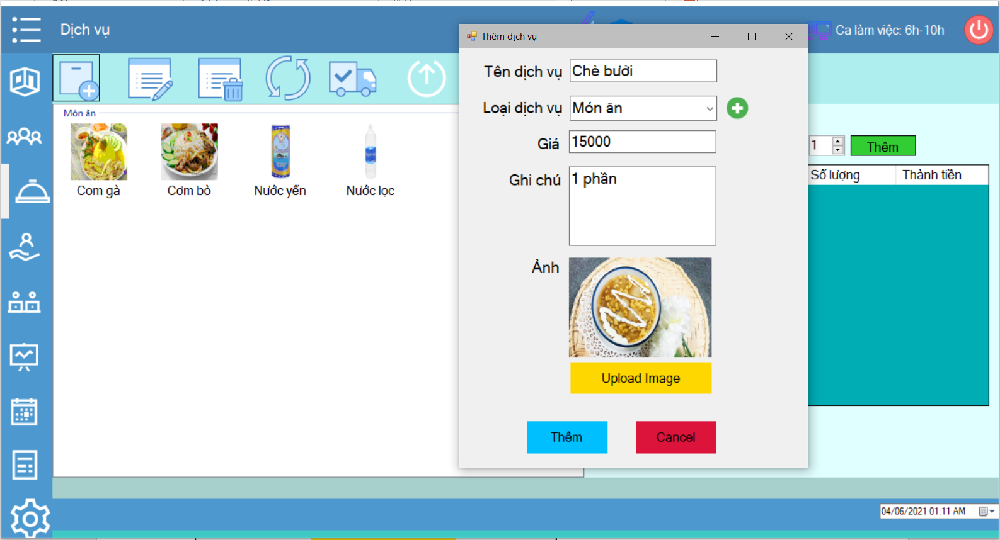 Dịch vụ
Ca làm việc: 6h-10h
Thêm dịch vụ
Tên dịch vụ
Chè bưởi
Loại dịch vụ
Món ăn
Giá
15000
Ghi chú
1 phần
Ảnh
Upload Image
Thêm
Cancel
Món ăn
Com gà
Cơm bò
Nước yến
Nước lọc
1
Thêm
Số lượng
Thành tiền
04/06/2021 01:11 AM